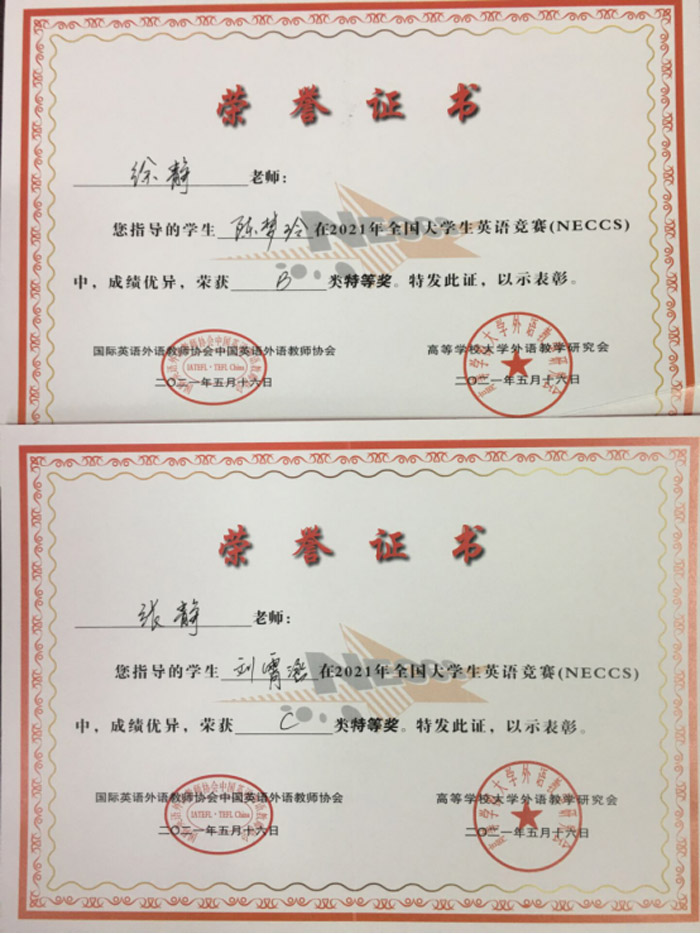 荣誉证书
徐静 老师：
您指导的学生 陈梦玲 在2021年全国大学生英语竞赛(NECCS)
中，成绩优异，荣获 B 类特等奖。特发此证，以示表彰。
国际英语外语教师协会中国英语外语教师协会 高等学校大学外语教学研究会
IATEFL·TEFL China
二〇二一年五月十六日 二〇二一年五月十六日
荣誉证书
张静 老师：
您指导的学生 刘霄 在2021年全国大学生英语竞赛(NECCS)
中，成绩优异，荣获 C 类特等奖。特发此证，以示表彰。
国际英语外语教师协会中国英语外语教师协会 高等学校大学外语教学研究会
IATEFL·TEFL China
二〇二一年五月十六日 二〇二一年五月十六日